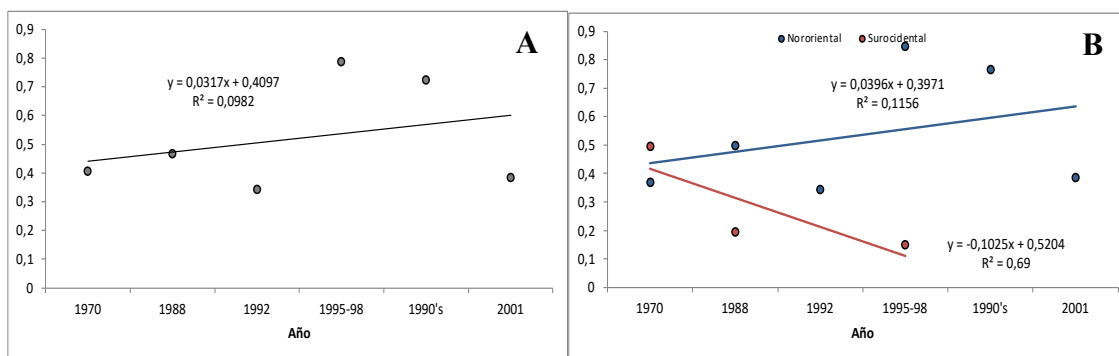 A
0,9
0,8
0,7
0,6
0,5
0,4
0,3
0,2
0,1
0
y = 0,0317x + 0,4097
R² = 0,0982
1970 1988 1992 1995-98 1990's 2001
Año
B
Nororiental Surocidental
0,9
0,8
0,7
0,6
0,5
0,4
0,3
0,2
0,1
0
y = 0,0396x + 0,3971
R² = 0,1156
y = -0,1025x + 0,5204
R² = 0,69
1970 1988 1992 1995-98 1990's 2001
Año